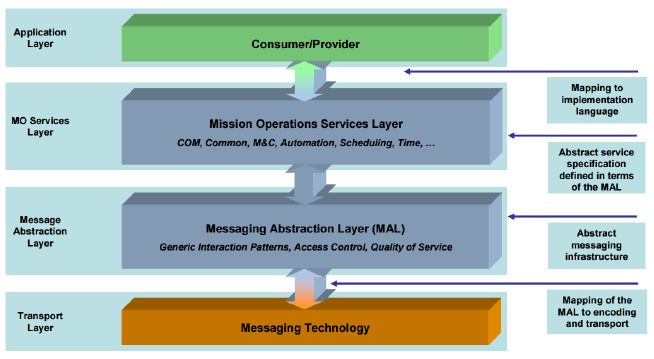 Application
Layer
Consumer/Provider
Mapping to
implementation
language
MO Services
Layer
Mission Operations Services Layer
COM, Common, M&C, Automation, Scheduling, Time, ...
Abstract service
specification
defined in terms
of the MAL
Message
Abstraction
Layer
Messaging Abstraction Layer (MAL)
Generic Interaction Patterns, Access Control, Quality of Service
Abstract
messaging
infrastructure
Transport
Layer
Messaging Technology
Mapping of the
MAL to encoding
and transport